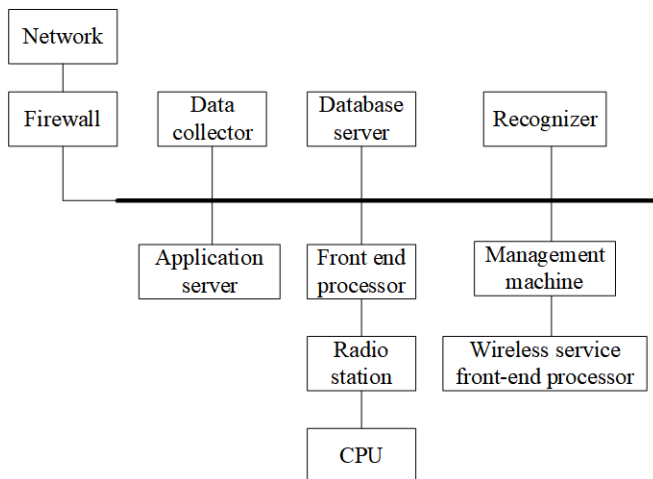 Network
Firewall
Data
collector
Database
server
Recognizer
Application
server
Front end
processor
Management
machine
Radio
station
Wireless service
front-end processor
CPU